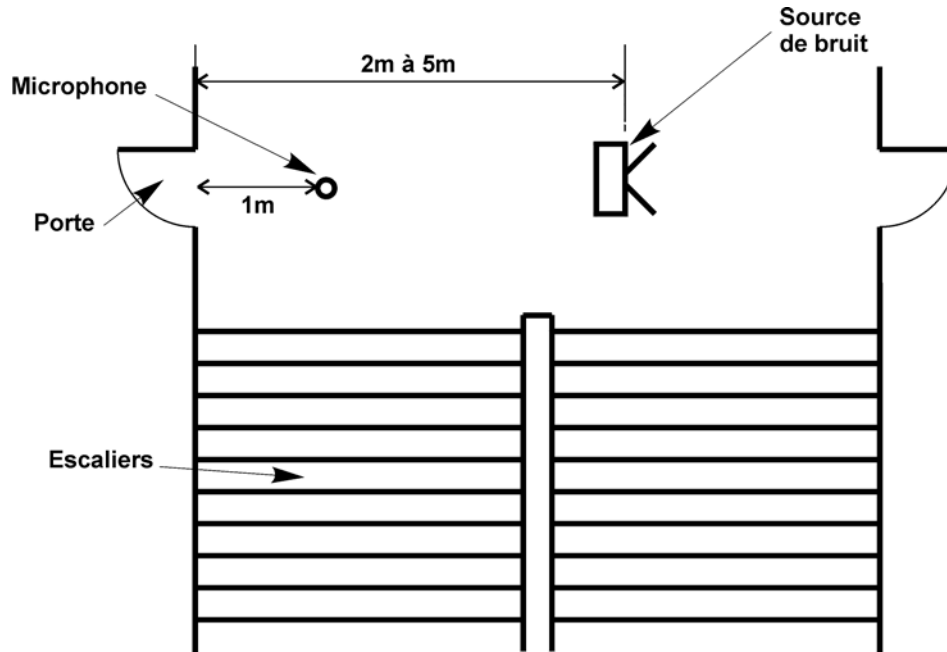 Source
de bruit
2m à 5m
Microphone
1m
Porte
Escaliers